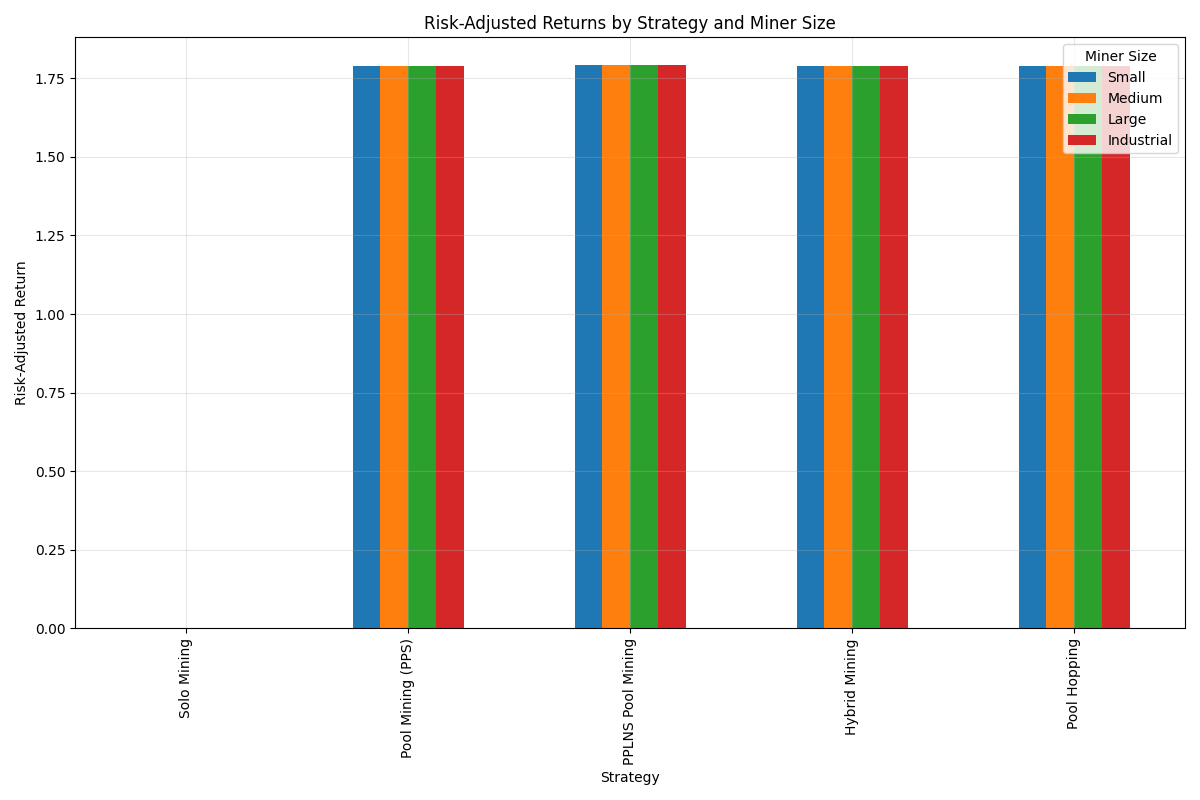 Risk-Adjusted Returns by Strategy and Miner Size
Miner Size
Small
Medium
Large
Industrial
1.75
1.50
1.25
1.00
0.75
0.50
0.25
0.00
Risk-Adjusted Return
Solo Mining
Pool Mining (PPS)
PPLNS Pool Mining
Hybrid Mining
Pool Hopping
Strategy